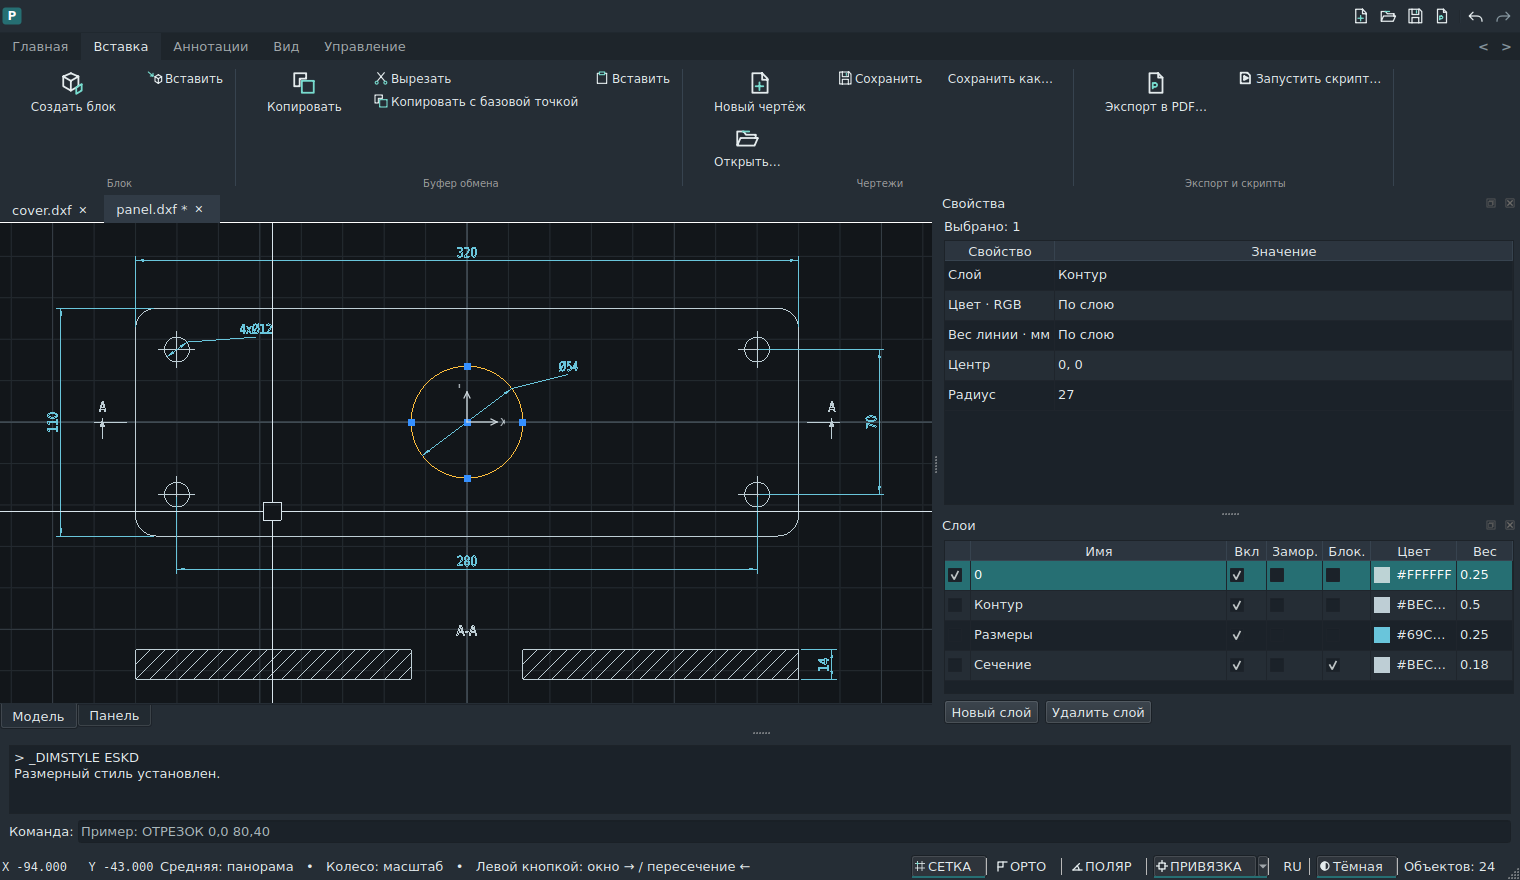 P
Главная Вставка Аннотации Вид Управление < >
Создать блок
Вставить
Блок
Копировать
Вырезать
Копировать с базовой точкой
Вставить
Буфер обмена
Новый чертёж
Открыть...
Сохранить
Сохранить как...
Чертежи
Экспорт в PDF...
Запустить скрипт...
Экспорт и скрипты
cover.dxf × panel.dxf * ×
320
4xØ12
Ø54
110
A
X
A
70
280
A-A
14
Модель Панель
Свойства
Выбрано: 1
Свойство Значение
Слой Контур
Цвет · RGB По слою
Вес линии · мм По слою
Центр 0, 0
Радиус 27
Слои
Имя Вкл Замор. Блок. Цвет Вес
0 #FFFFFF 0.25
Контур #BEC... 0.5
Размеры #69C... 0.25
Сечение #BEC... 0.18
Новый слой Удалить слой
> _DIMSTYLE ESKD
Размерный стиль установлен.
Команда: Пример: ОТРЕЗОК 0,0 80,40
X -94.000 Y -43.000 Средняя: панорама • Колесо: масштаб • Левой кнопкой: окно → / пересечение ← СЕТКА ОРТО ПОЛЯР ПРИВЯЗКА RU Тёмная Объектов: 24